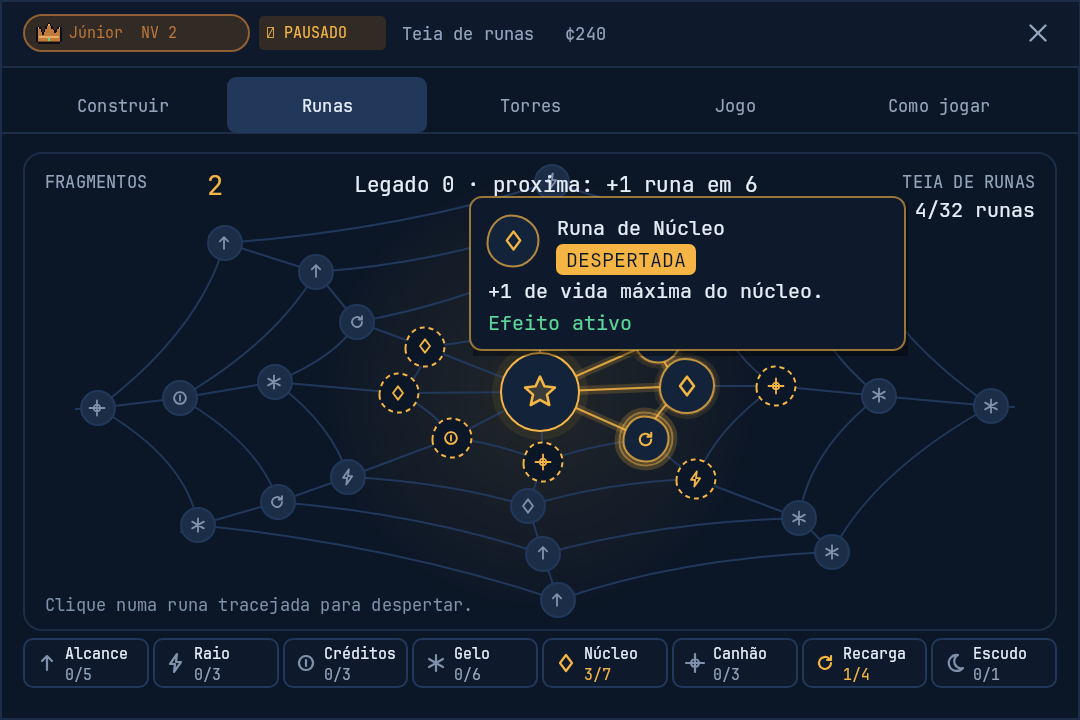 Júnior NV 2
PAUSADO
Teia de runas ₵240
Construir
Runas
Torres
Jogo
Como jogar
FRAGMENTOS 2
Legado 0 · proxima: +1 runa em 6
TEIA DE RUNAS
4/32 runas
Runa de Núcleo
DESPERTADA
+1 de vida máxima do núcleo.
Efeito ativo
Clique numa runa tracejada para despertar.
Alcance
0/5
Raio
0/3
Créditos
0/3
Gelo
0/6
Núcleo
3/7
Canhão
0/3
Recarga
1/4
Escudo
0/1